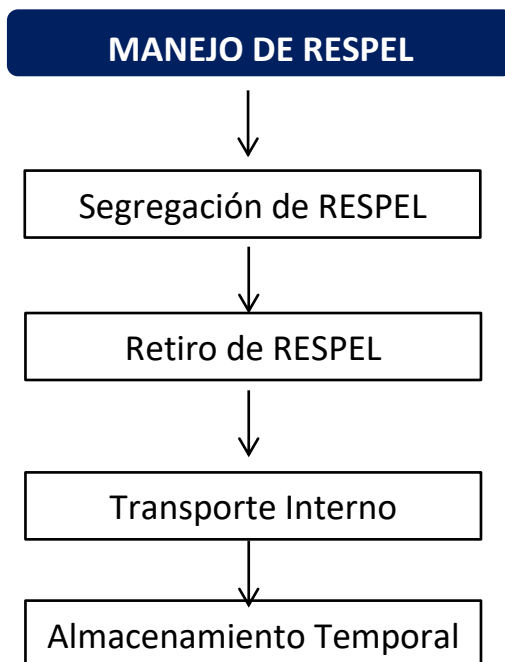 MANEJO DE RESPEL
Segregación de RESPEL
Retiro de RESPEL
Transporte Interno
Almacenamiento Temporal